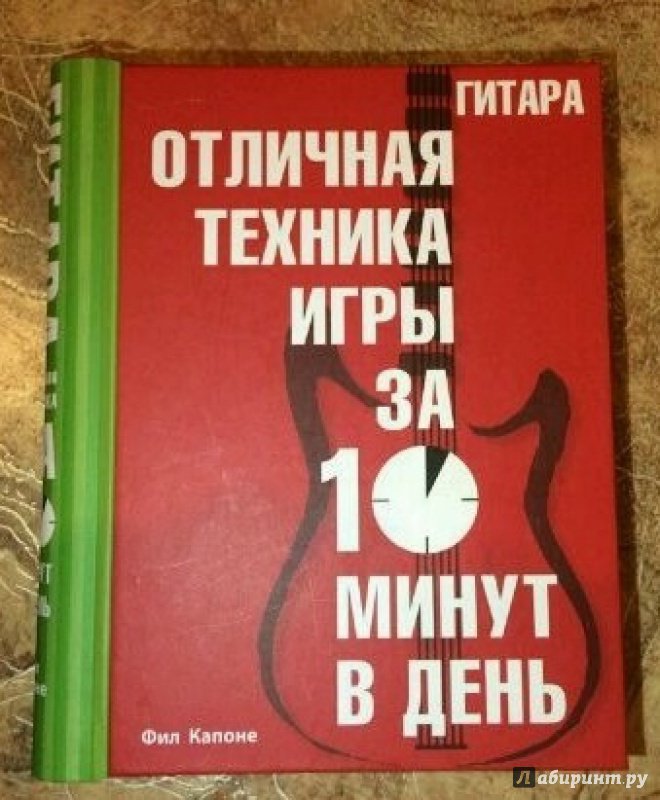 ГИТАРА
ОТЛИЧНАЯ
ТЕХНИКА
ИГРЫ
ЗА
10
МИНУТ
В ДЕНЬ
Фил Капоне
Лабиринт.ру